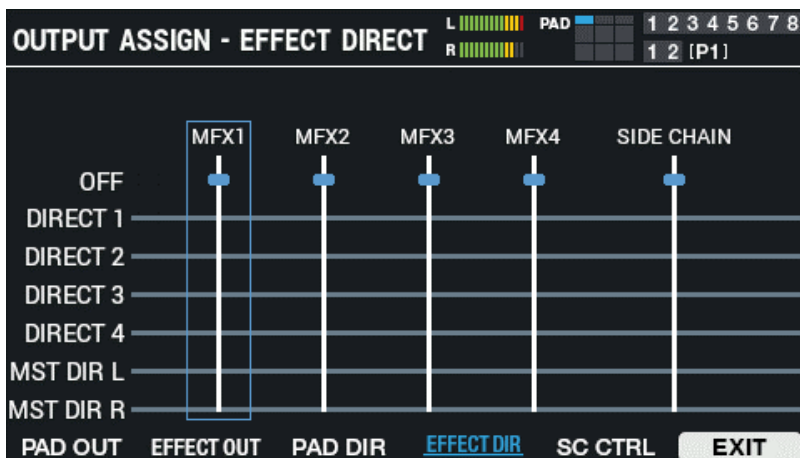 OUTPUT ASSIGN - EFFECT DIRECT L PAD 1 2 3 4 5 6 7 8
R 1 2 [P1]
MFX1 MFX2 MFX3 MFX4 SIDE CHAIN
OFF
DIRECT 1
DIRECT 2
DIRECT 3
DIRECT 4
MST DIR L
MST DIR R
PAD OUT EFFECT OUT PAD DIR EFFECT DIR SC CTRL EXIT